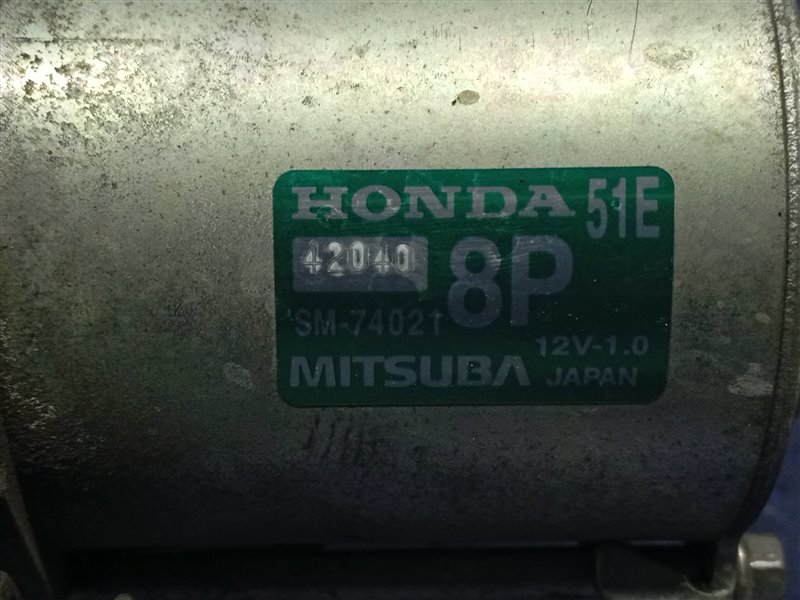 HONDA 51E
42040 8P
SM-74021
12V-1.0
MITSUBA JAPAN